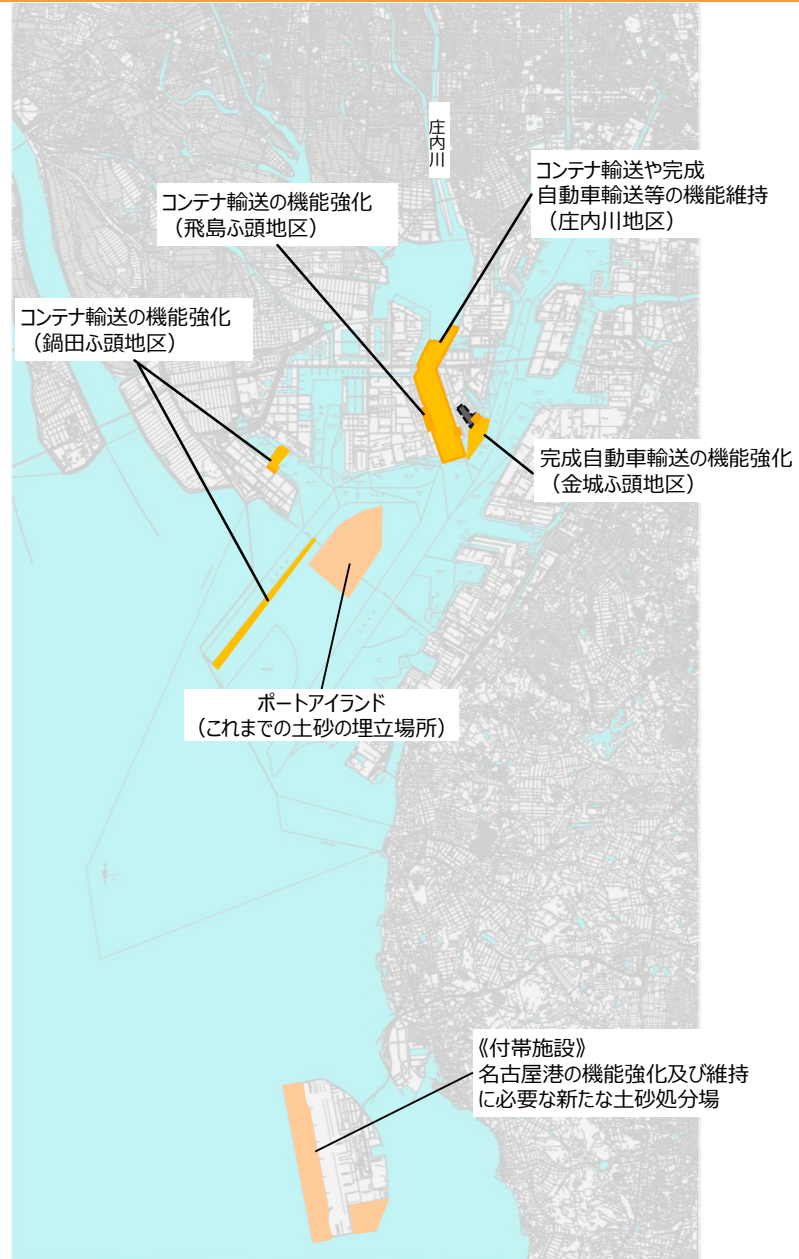 庄内川
コンテナ輸送や完成
自動車輸送等の機能維持
（庄内川地区）
コンテナ輸送の機能強化
（飛島ふ頭地区）
コンテナ輸送の機能強化
（鍋田ふ頭地区）
完成自動車輸送の機能強化
（金城ふ頭地区）
ポートアイランド
（これまでの土砂の埋立場所）
《付帯施設》
名古屋港の機能強化及び維持
に必要な新たな土砂処分場